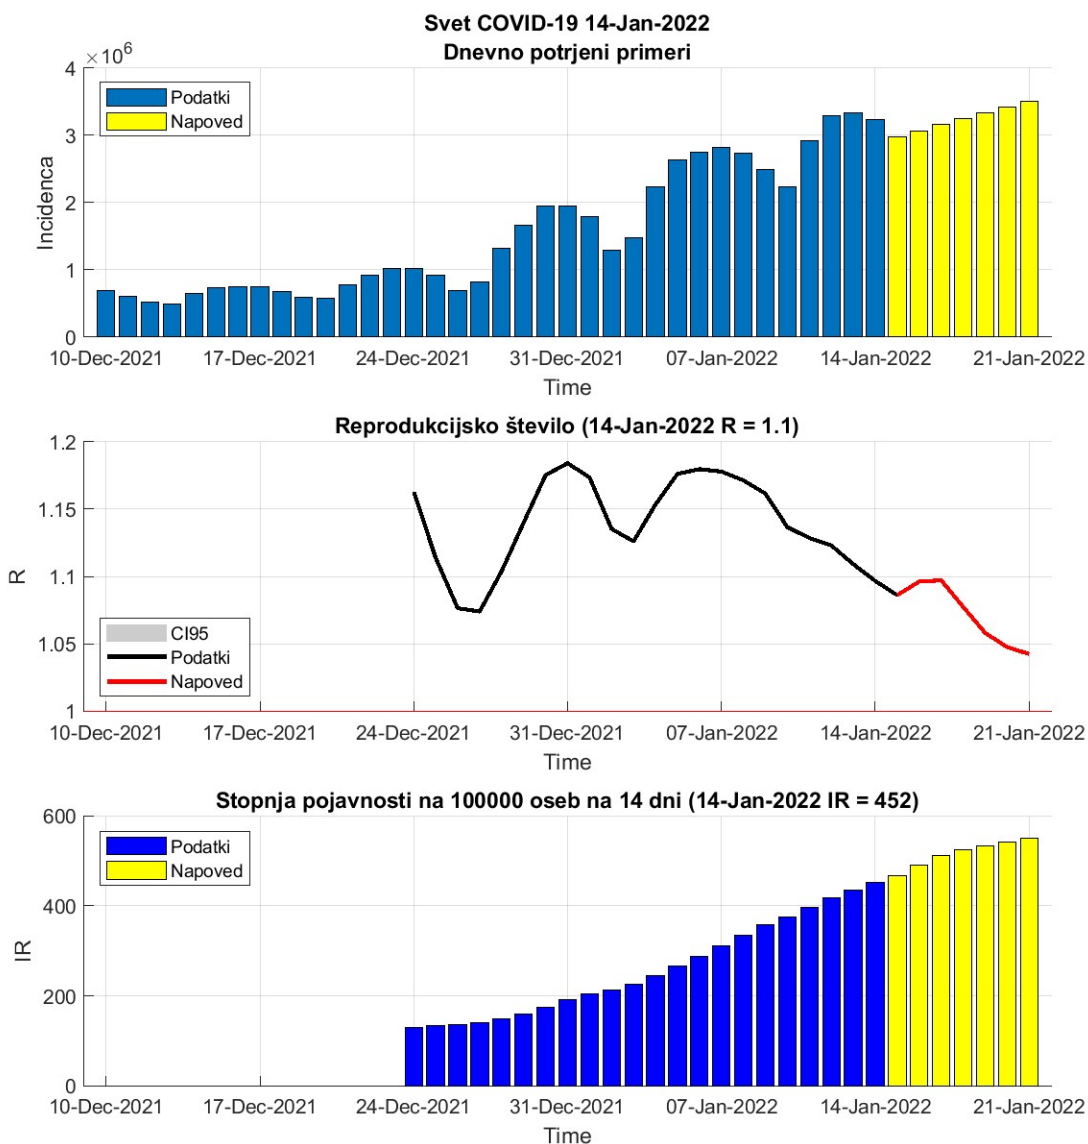 Svet COVID-19 14-Jan-2022
Dnevno potrjeni primeri
×10⁶
4
3
2
1
0
Incidenca
Podatki
Napoved
10-Dec-2021 17-Dec-2021 24-Dec-2021 31-Dec-2021 07-Jan-2022 14-Jan-2022 21-Jan-2022
Time
Reprodukcijsko število (14-Jan-2022 R = 1.1)
1.2
1.15
1.1
1.05
1
R
CI95
Podatki
Napoved
10-Dec-2021 17-Dec-2021 24-Dec-2021 31-Dec-2021 07-Jan-2022 14-Jan-2022 21-Jan-2022
Time
Stopnja pojavnosti na 100000 oseb na 14 dni (14-Jan-2022 IR = 452)
600
400
200
0
IR
Podatki
Napoved
10-Dec-2021 17-Dec-2021 24-Dec-2021 31-Dec-2021 07-Jan-2022 14-Jan-2022 21-Jan-2022
Time